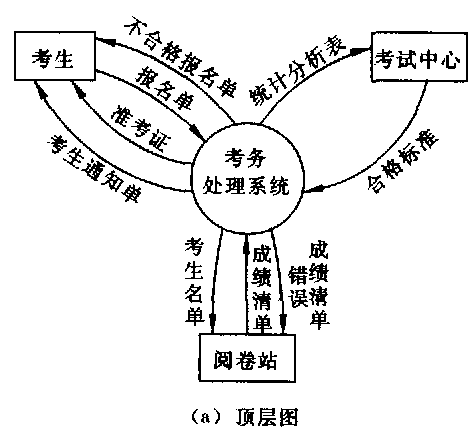 不合格报名单
考生
报名单
准考证
考生通知单
统计分析表
考试中心
合格标准
考务
处理系统
考生名单
成绩清单
成绩清单
错误
阅卷站
(a) 顶层图